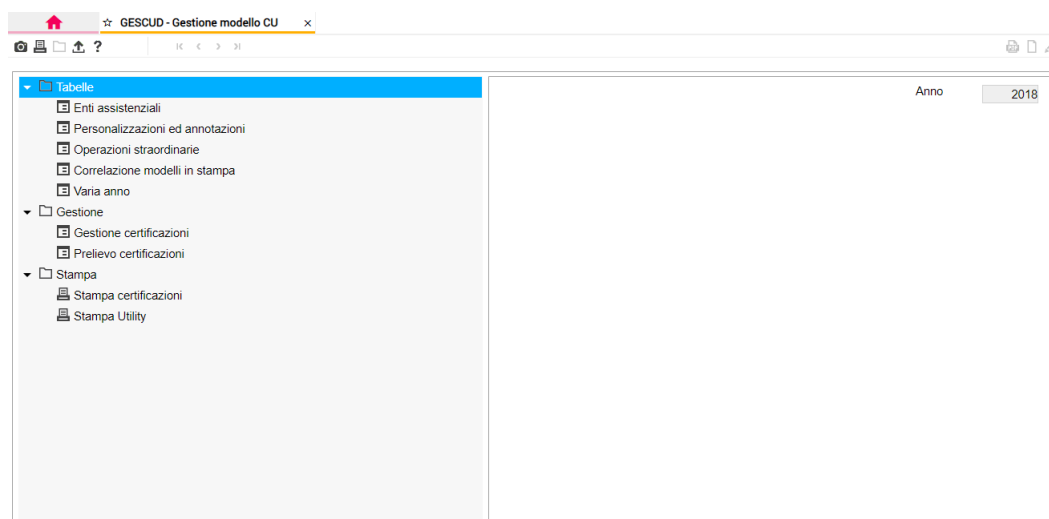 GESCUD - Gestione modello CU
Tabelle
Anno 2018
Enti assistenziali
Personalizzazioni ed annotazioni
Operazioni straordinarie
Correlazione modelli in stampa
Varia anno
Gestione
Gestione certificazioni
Prelievo certificazioni
Stampa
Stampa certificazioni
Stampa Utility